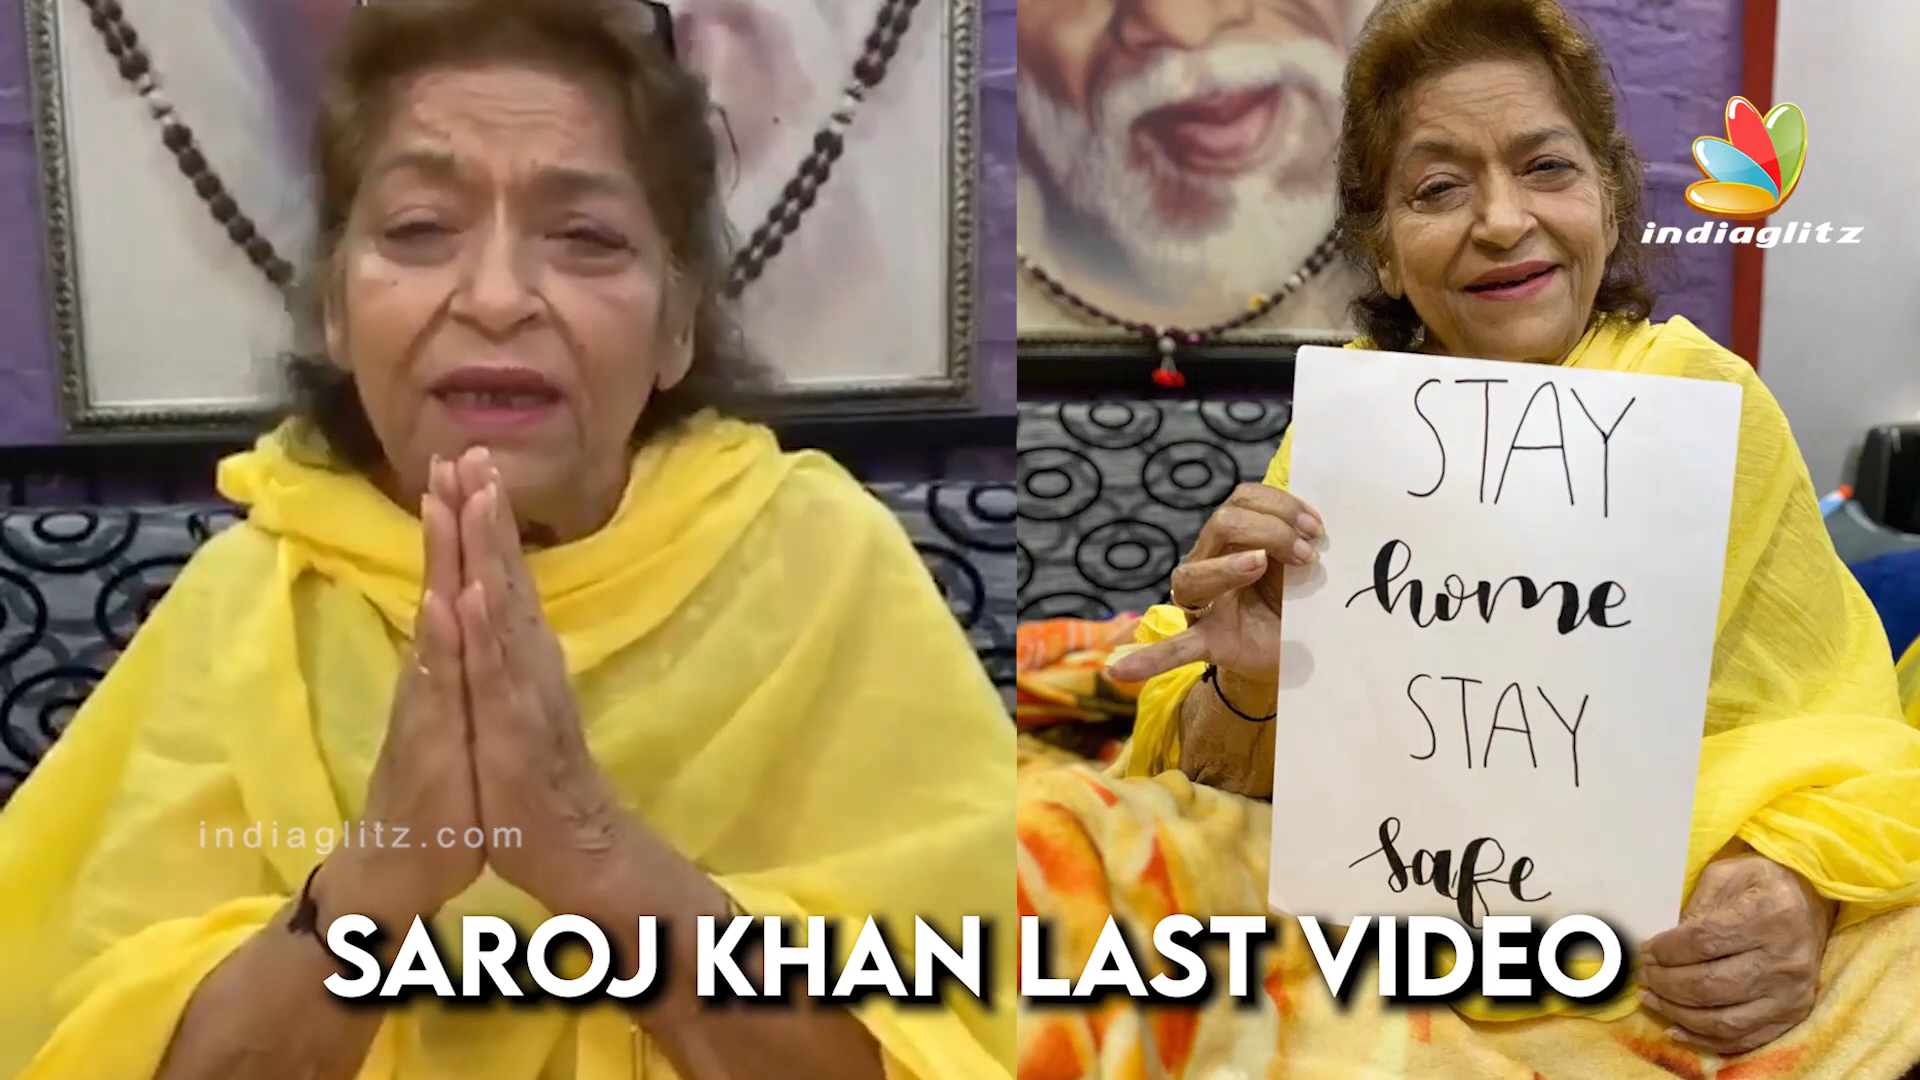 indiaglitz
STAY
home
STAY
safe
indiaglitz.com
SAROJ KHAN LAST VIDEO